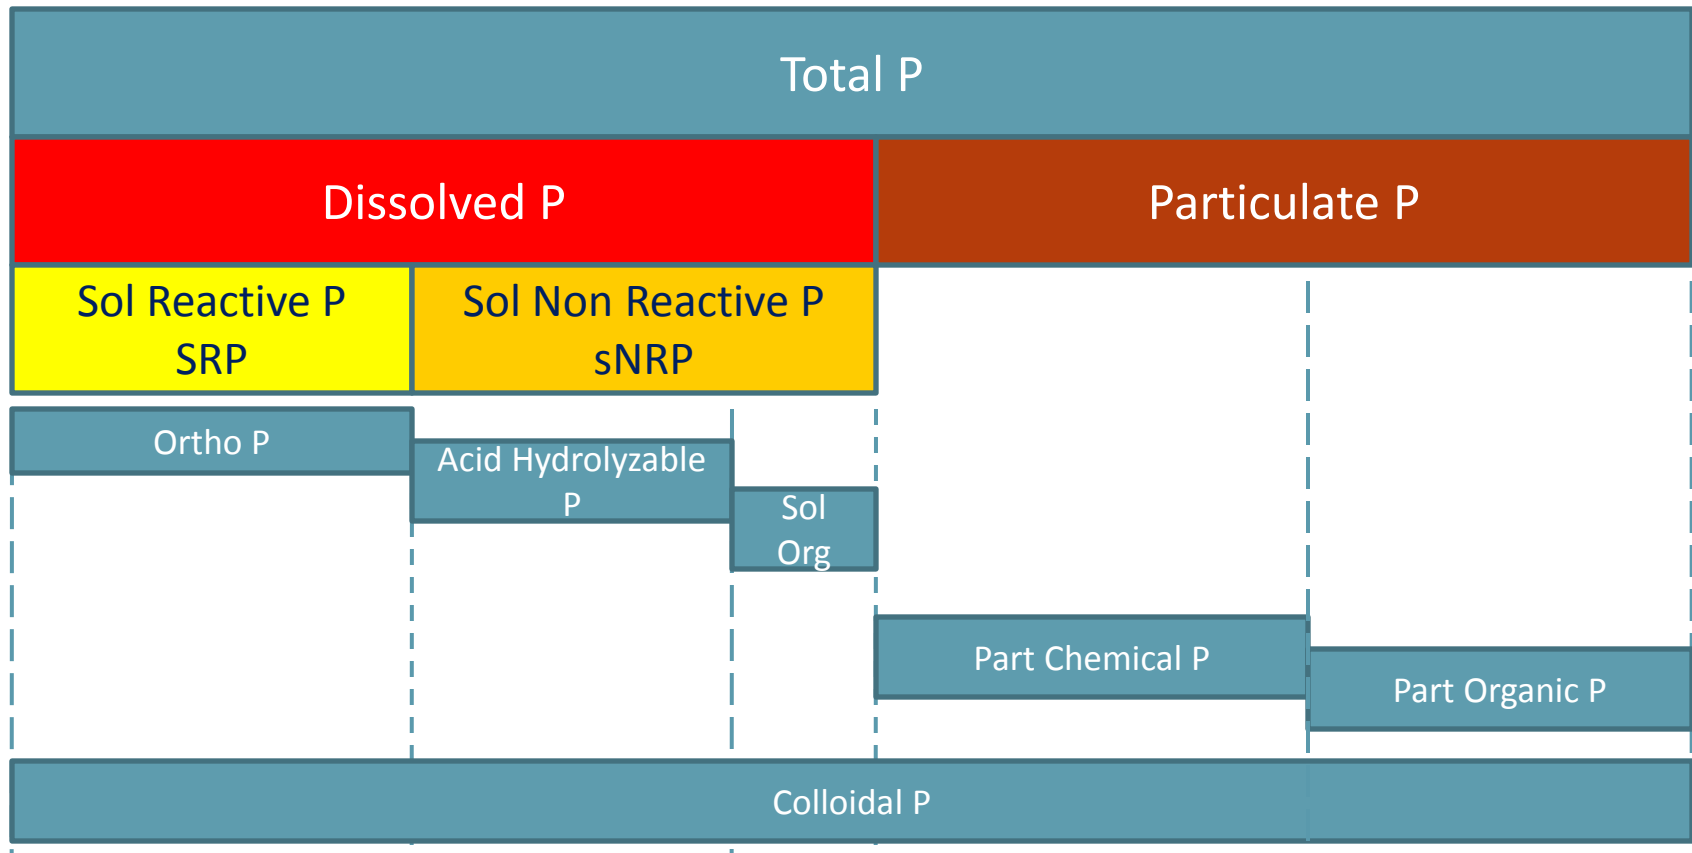 Total P
Dissolved P
Particulate P
Sol Reactive P
SRP
Sol Non Reactive P
sNRP
Ortho P
Acid Hydrolyzable
P
Sol
Org
Part Chemical P
Part Organic P
Colloidal P